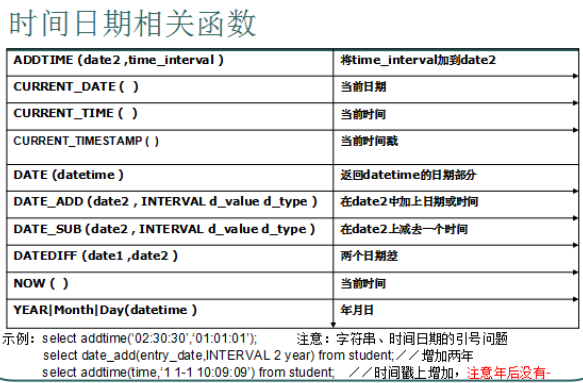 时间日期相关函数
ADDTIME (date2 ,time_interval ) 将time_interval加到date2
CURRENT_DATE ( ) 当前日期
CURRENT_TIME ( ) 当前时间
CURRENT_TIMESTAMP ( ) 当前时间戳
DATE (datetime ) 返回datetime的日期部分
DATE_ADD (date2 , INTERVAL d_value d_type ) 在date2中加上日期或时间
DATE_SUB (date2 , INTERVAL d_value d_type ) 在date2上减去一个时间
DATEDIFF (date1 ,date2 ) 两个日期差
NOW ( ) 当前时间
YEAR|Month|Day(datetime ) 年月日
示例：select addtime(‘02:30:30’,‘01:01:01’); 注意：字符串、时间日期的引号问题
select date_add(entry_date,INTERVAL 2 year) from student;／／增加两年
select addtime(time,‘1 1-1 10:09:09’) from student; ／／时间戳上增加，注意年后没有-